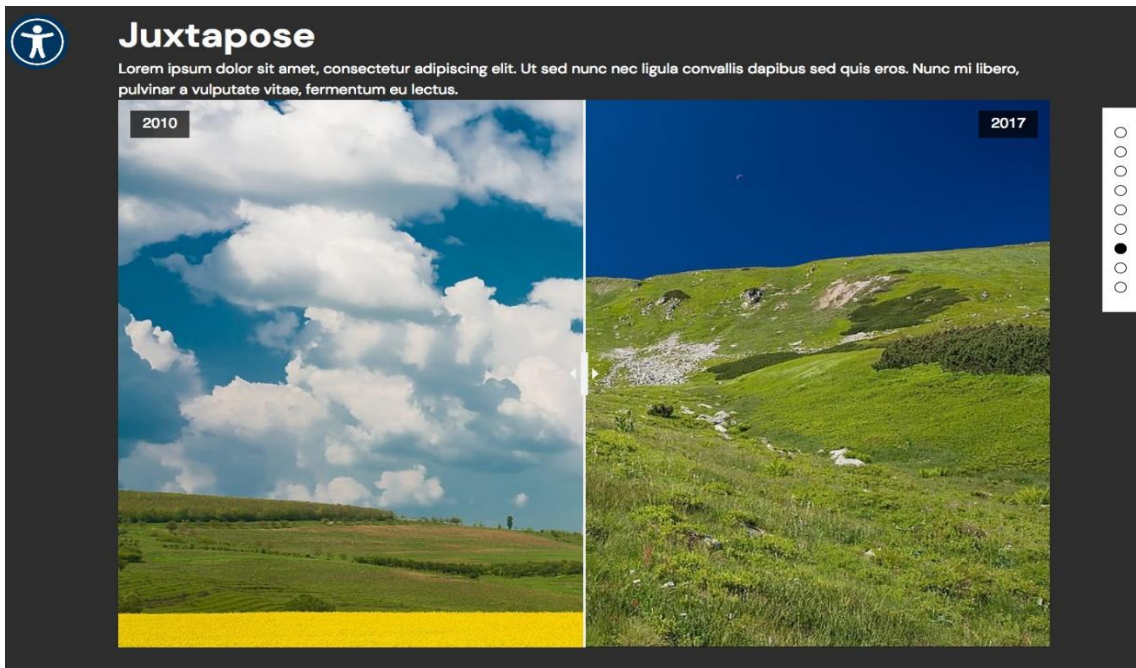 Juxtapose
Lorem ipsum dolor sit amet, consectetur adipiscing elit. Ut sed nunc nec ligula convallis dapibus sed quis eros. Nunc mi libero,
pulvinar a vulputate vitae, fermentum eu lectus.
2010
2017